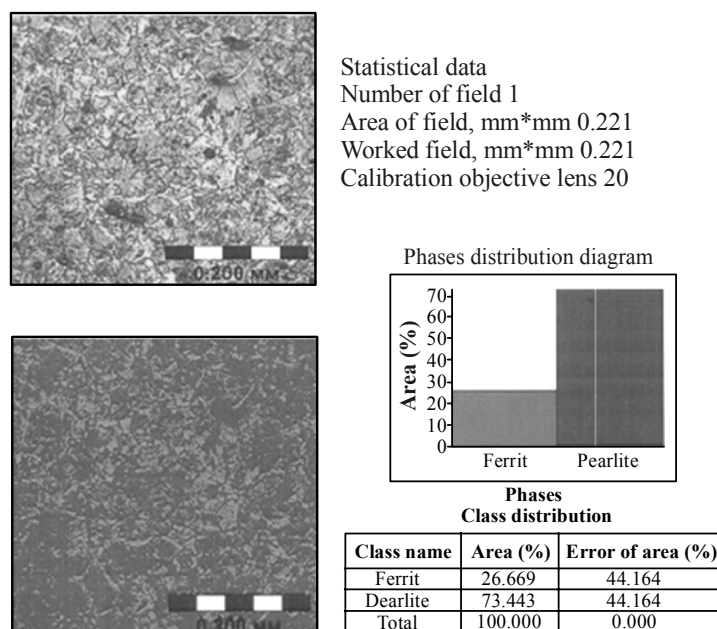 0.200 мм
Statistical data
Number of field 1
Area of field, mm*mm 0.221
Worked field, mm*mm 0.221
Calibration objective lens 20
Phases distribution diagram
Area (%)
70
60
50
40
30
20
10
0
Ferrit Pearlite
Phases
0.200 мм
Class distribution
Class name Area (%) Error of area (%)
Ferrit 26.669 44.164
Dearlite 73.443 44.164
Total 100.000 0.000